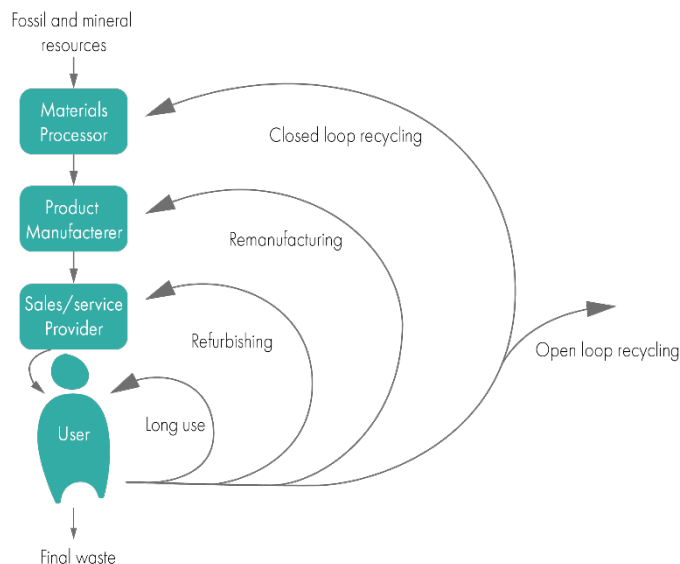 Fossil and mineral
resources
Materials
Processor
Closed loop recycling
Product
Manufacterer
Remanufacturing
Sales/service
Provider
Refurbishing
Open loop recycling
Long use
User
Final waste